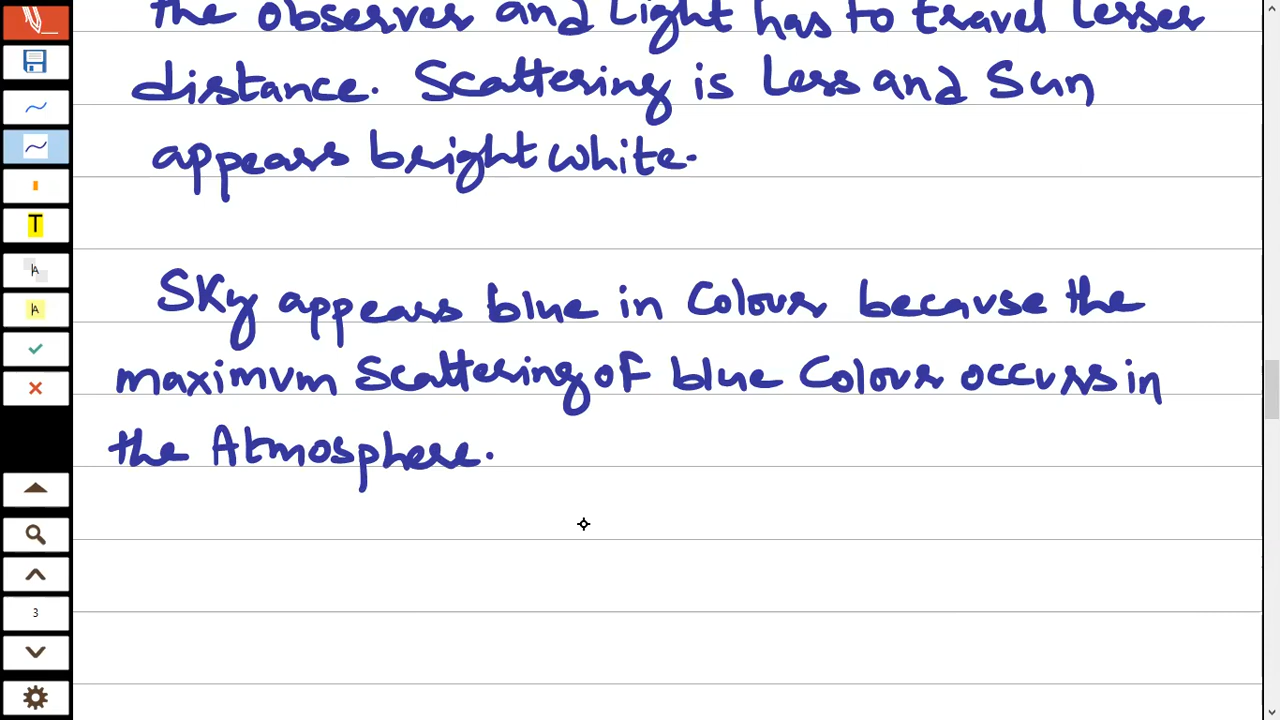 the observer and Light has to travel lesser
distance. Scattering is Less and Sun
appears bright white.
Sky appears blue in Colour because the
maximum Scattering of blue Colour occurs in
the Atmosphere.
T
A
A
3